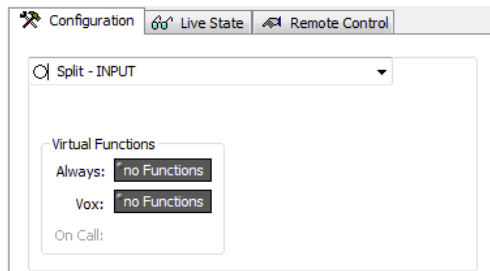 Configuration Live State Remote Control
Split - INPUT
Virtual Functions
Always: no Functions
Vox: no Functions
On Call: